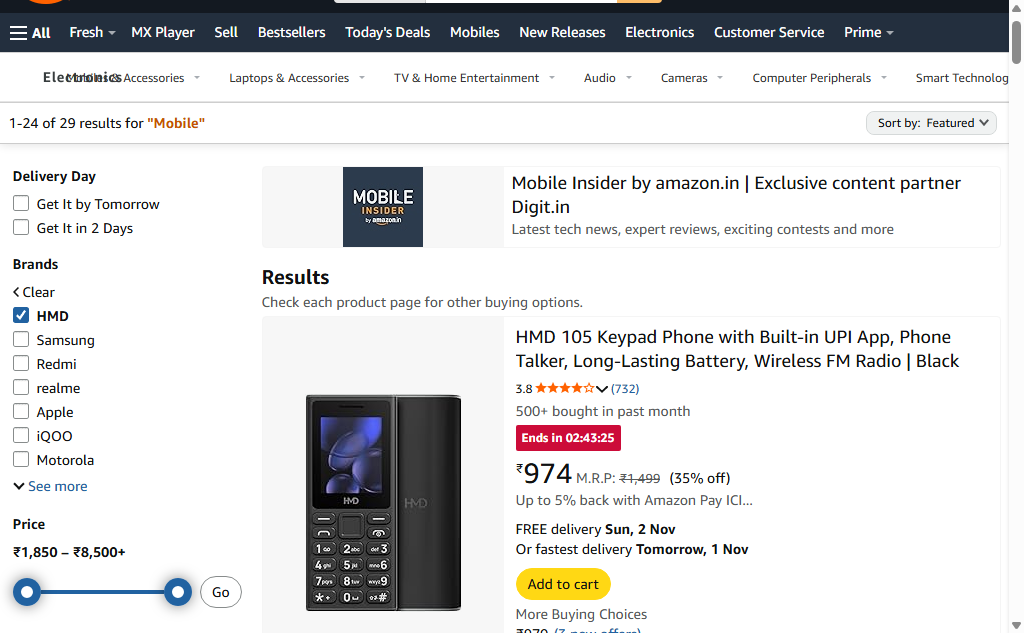 All
Fresh
MX Player
Sell
Bestsellers
Today's Deals
Mobiles
New Releases
Electronics
Customer Service
Prime
Electronics
Mobiles & Accessories
Laptops & Accessories
TV & Home Entertainment
Audio
Cameras
Computer Peripherals
Smart Technolog
1-24 of 29 results for "Mobile"
Sort by: Featured
Delivery Day
Get It by Tomorrow
Get It in 2 Days
Brands
Clear
HMD
Samsung
Redmi
realme
Apple
iQOO
Motorola
See more
Price
₹1,850 – ₹8,500+
Go
MOBILE
INSIDER
by amazon.in
Mobile Insider by amazon.in | Exclusive content partner
Digit.in
Latest tech news, expert reviews, exciting contests and more
Results
Check each product page for other buying options.
HMD
HMD
HMD 105 Keypad Phone with Built-in UPI App, Phone
Talker, Long-Lasting Battery, Wireless FM Radio | Black
3.8 (732)
500+ bought in past month
Ends in 02:43:25
₹974 M.R.P: ₹1,499 (35% off)
Up to 5% back with Amazon Pay ICI...
FREE delivery Sun, 2 Nov
Or fastest delivery Tomorrow, 1 Nov
Add to cart
More Buying Choices